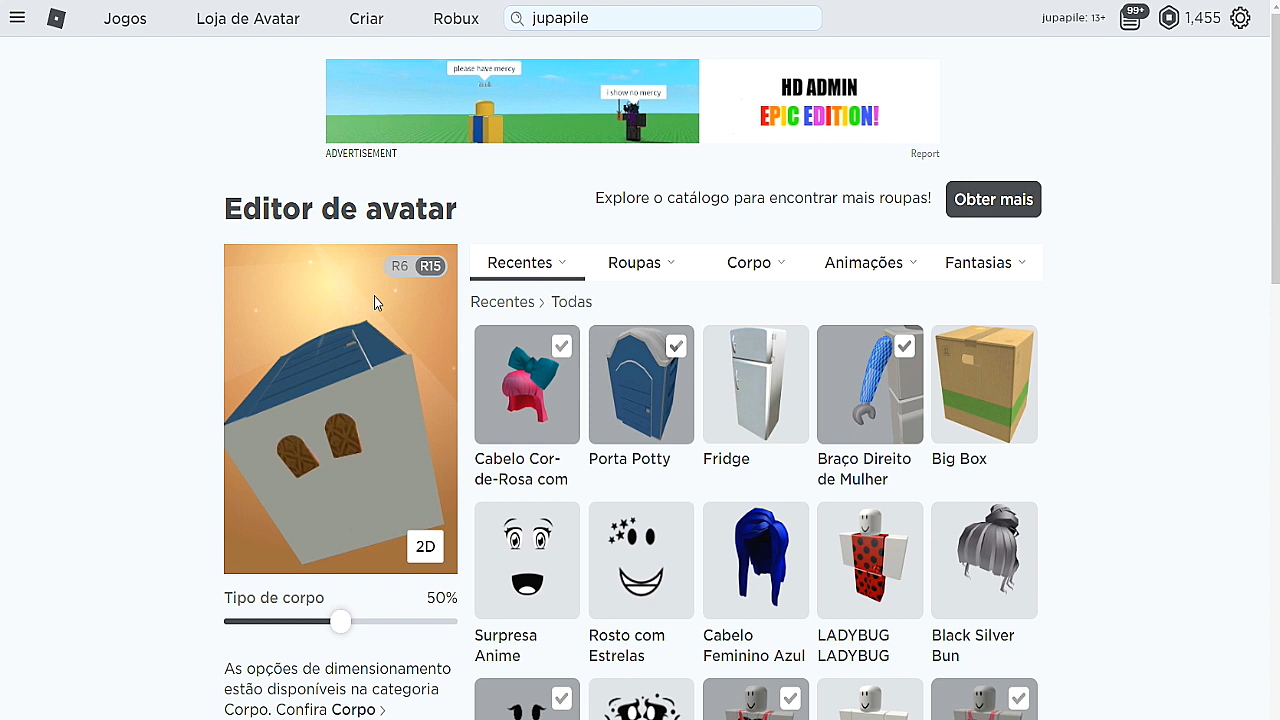 Jogos Loja de Avatar Criar Robux jupapile jupapile: 13+ 99+ 1,455
please have mercy
i show no mercy
HD ADMIN
EPIC EDITION!
ADVERTISEMENT Report
Editor de avatar
Explore o catálogo para encontrar mais roupas! Obter mais
R6 R15
2D
Tipo de corpo 50%
As opções de dimensionamento
estão disponíveis na categoria
Corpo. Confira Corpo >
Recentes Roupas Corpo Animações Fantasias
Recentes > Todas
Cabelo Cor-
de-Rosa com
Porta Potty
Fridge
Braço Direito
de Mulher
Big Box
Surpresa
Anime
Rosto com
Estrelas
Cabelo
Feminino Azul
LADYBUG
LADYBUG
Black Silver
Bun